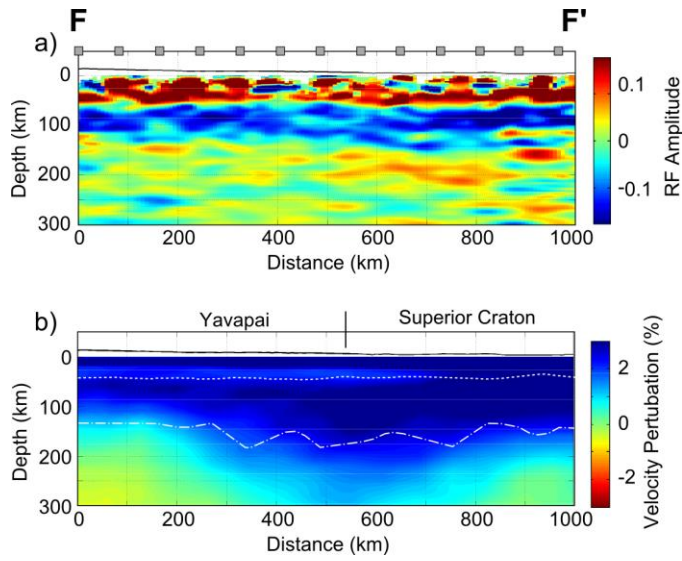 F F'
a)
0
100
200
300
Depth (km)
0 200 400 600 800 1000
Distance (km)
0.1
0
-0.1
RF Amplitude
b)
Yavapai Superior Craton
0
100
200
300
Depth (km)
0 200 400 600 800 1000
Distance (km)
2
0
-2
Velocity Pertubation (%)